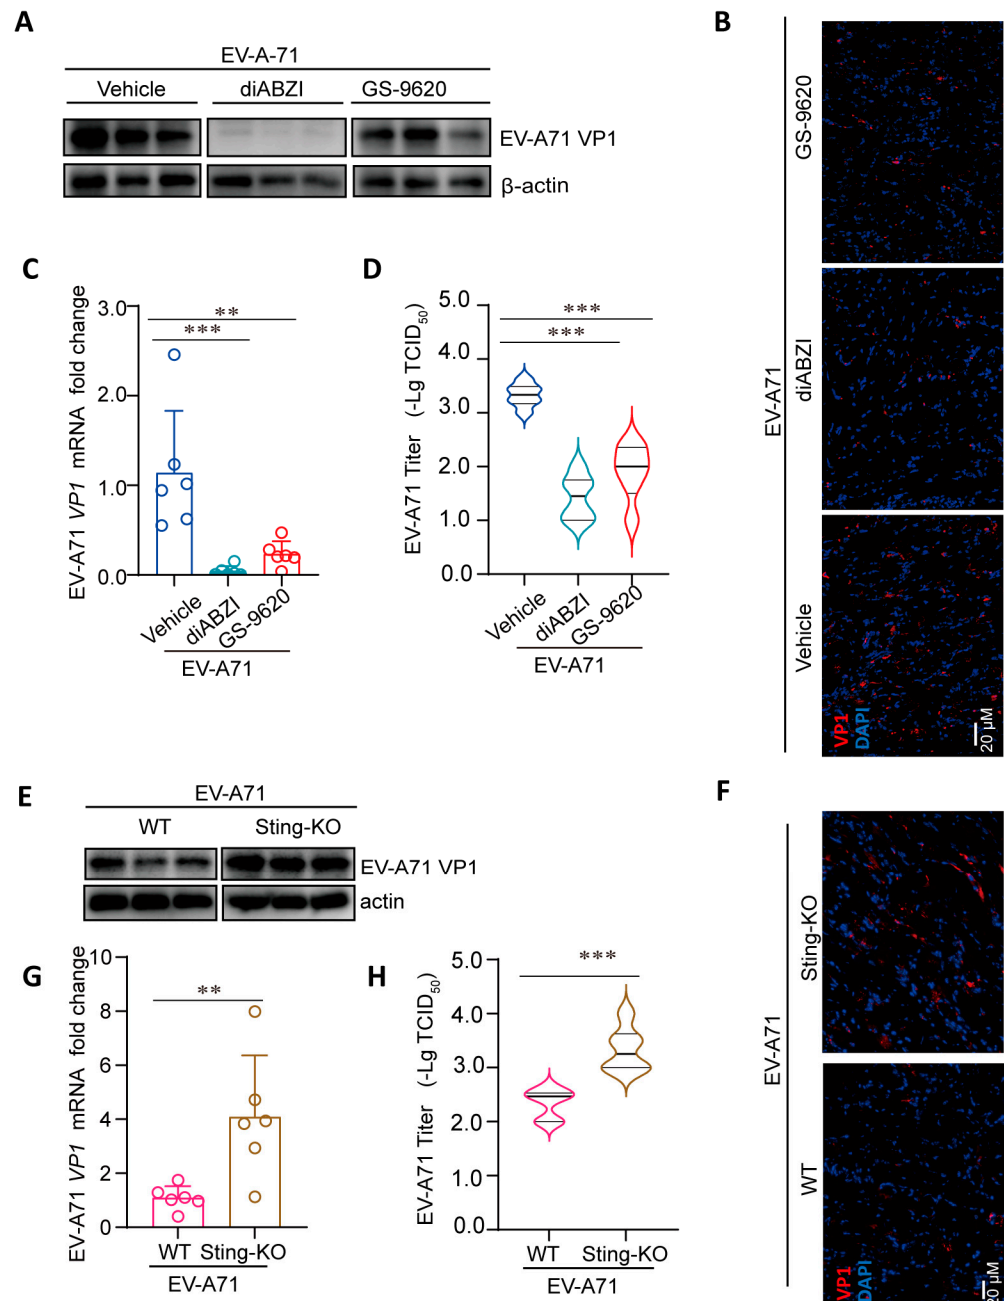 A
EV-A-71
Vehicle diABZI GS-9620
EV-A71 VP1
β-actin
B
EV-A71
GS-9620
diABZI
Vehicle
VP1
DAPI
20 μM
C
EV-A71 VP1 mRNA fold change
3.0
2.0
1.0
0.0
**
***
Vehicle
diABZI
GS-9620
EV-A71
D
EV-A71 Titer (-Lg TCID50)
5.0
4.0
3.0
2.0
1.0
0.0
***
***
Vehicle
diABZI
GS-9620
EV-A71
E
EV-A71
WT Sting-KO
EV-A71 VP1
actin
F
EV-A71
Sting-KO
WT
VP1
DAPI
20 μM
G
EV-A71 VP1 mRNA fold change
10
8
6
4
2
0
**
WT Sting-KO
EV-A71
H
EV-A71 Titer (-Lg TCID50)
5.0
4.0
3.0
2.0
1.0
0.0
***
WT Sting-KO
EV-A71